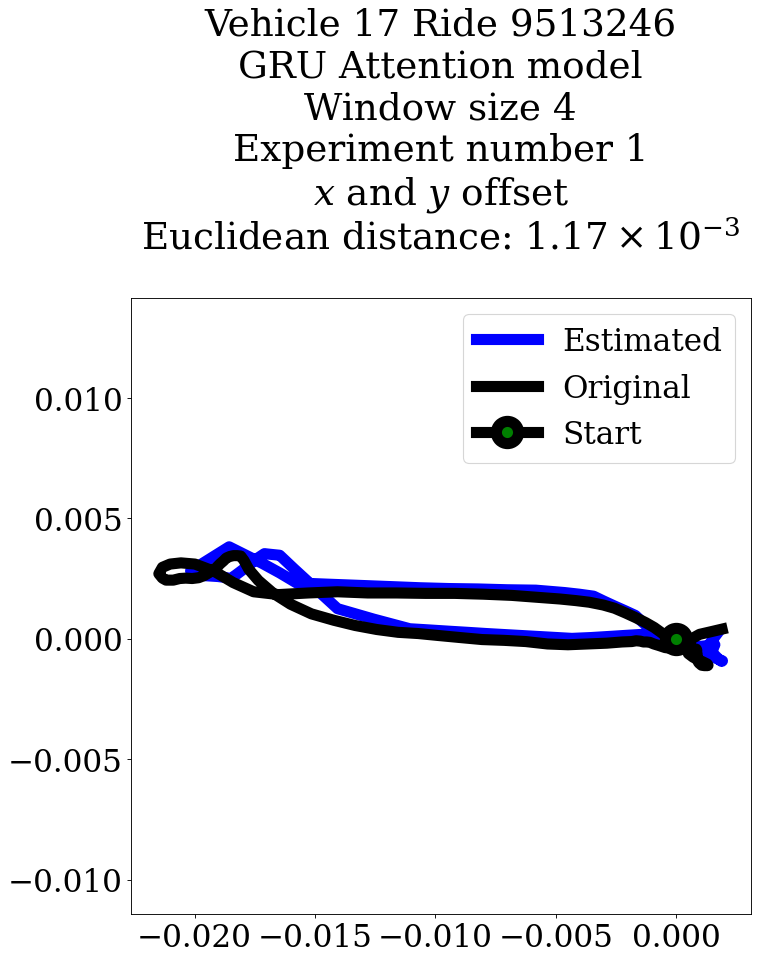 Vehicle 17 Ride 9513246
GRU Attention model
Window size 4
Experiment number 1
x and y offset
Euclidean distance: 1.17 × 10⁻³
Estimated
Original
Start
0.010
0.005
0.000
−0.005
−0.010
−0.020 −0.015 −0.010 −0.005 0.000